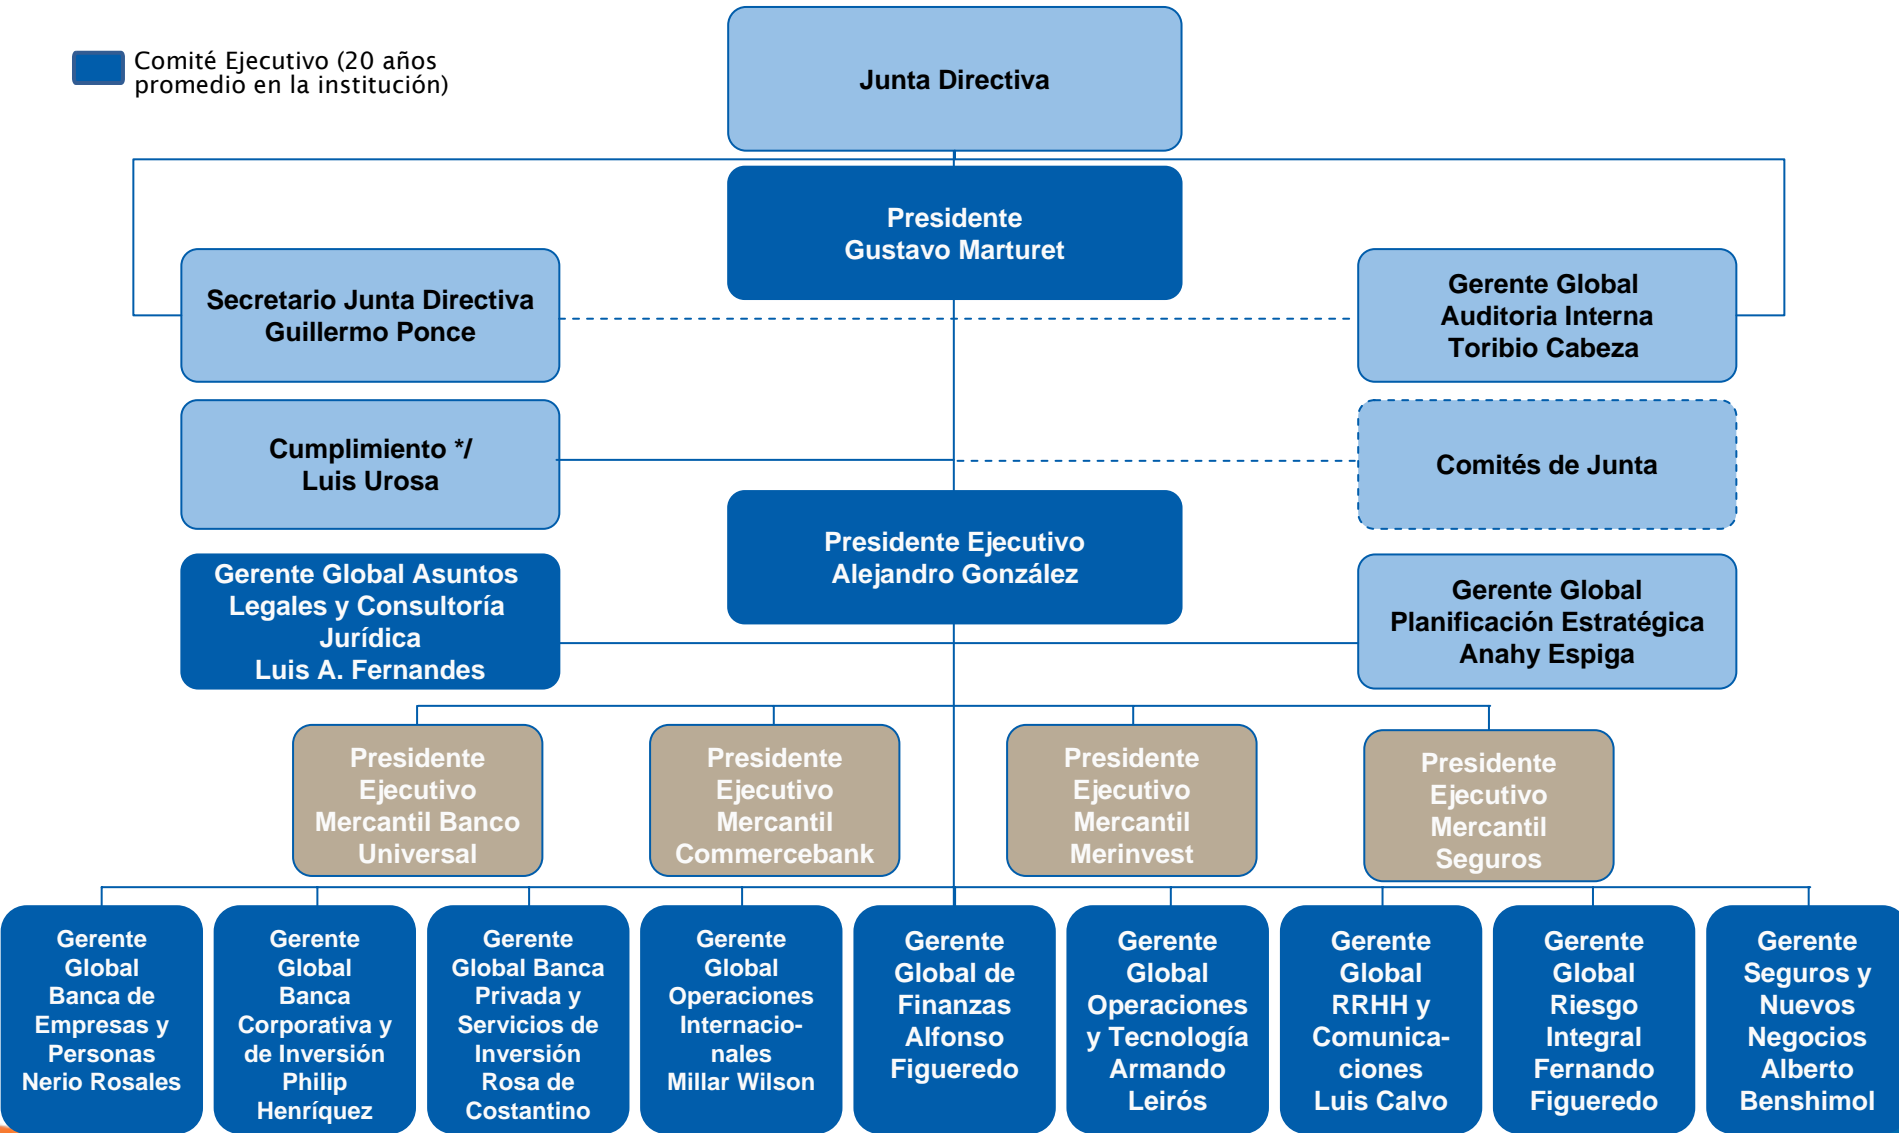 Comité Ejecutivo (20 años
promedio en la institución)
Junta Directiva
Presidente
Gustavo Marturet
Secretario Junta Directiva
Guillermo Ponce
Gerente Global
Auditoria Interna
Toribio Cabeza
Cumplimiento */
Luis Urosa
Comités de Junta
Presidente Ejecutivo
Alejandro González
Gerente Global Asuntos
Legales y Consultoría
Jurídica
Luis A. Fernandes
Gerente Global
Planificación Estratégica
Anahy Espiga
Presidente
Ejecutivo
Mercantil Banco
Universal
Presidente
Ejecutivo
Mercantil
Commercebank
Presidente
Ejecutivo
Mercantil
Merinvest
Presidente
Ejecutivo
Mercantil
Seguros
Gerente
Global
Banca de
Empresas y
Personas
Nerio Rosales
Gerente
Global
Banca
Corporativa y
de Inversión
Philip
Henríquez
Gerente
Global Banca
Privada y
Servicios de
Inversión
Rosa de
Costantino
Gerente
Global
Operaciones
Internacio-
nales
Millar Wilson
Gerente
Global de
Finanzas
Alfonso
Figueredo
Gerente
Global
Operaciones
y Tecnología
Armando
Leirós
Gerente
Global
RRHH y
Comunica-
ciones
Luis Calvo
Gerente
Global
Riesgo
Integral
Fernando
Figueredo
Gerente
Seguros y
Nuevos
Negocios
Alberto
Benshimol